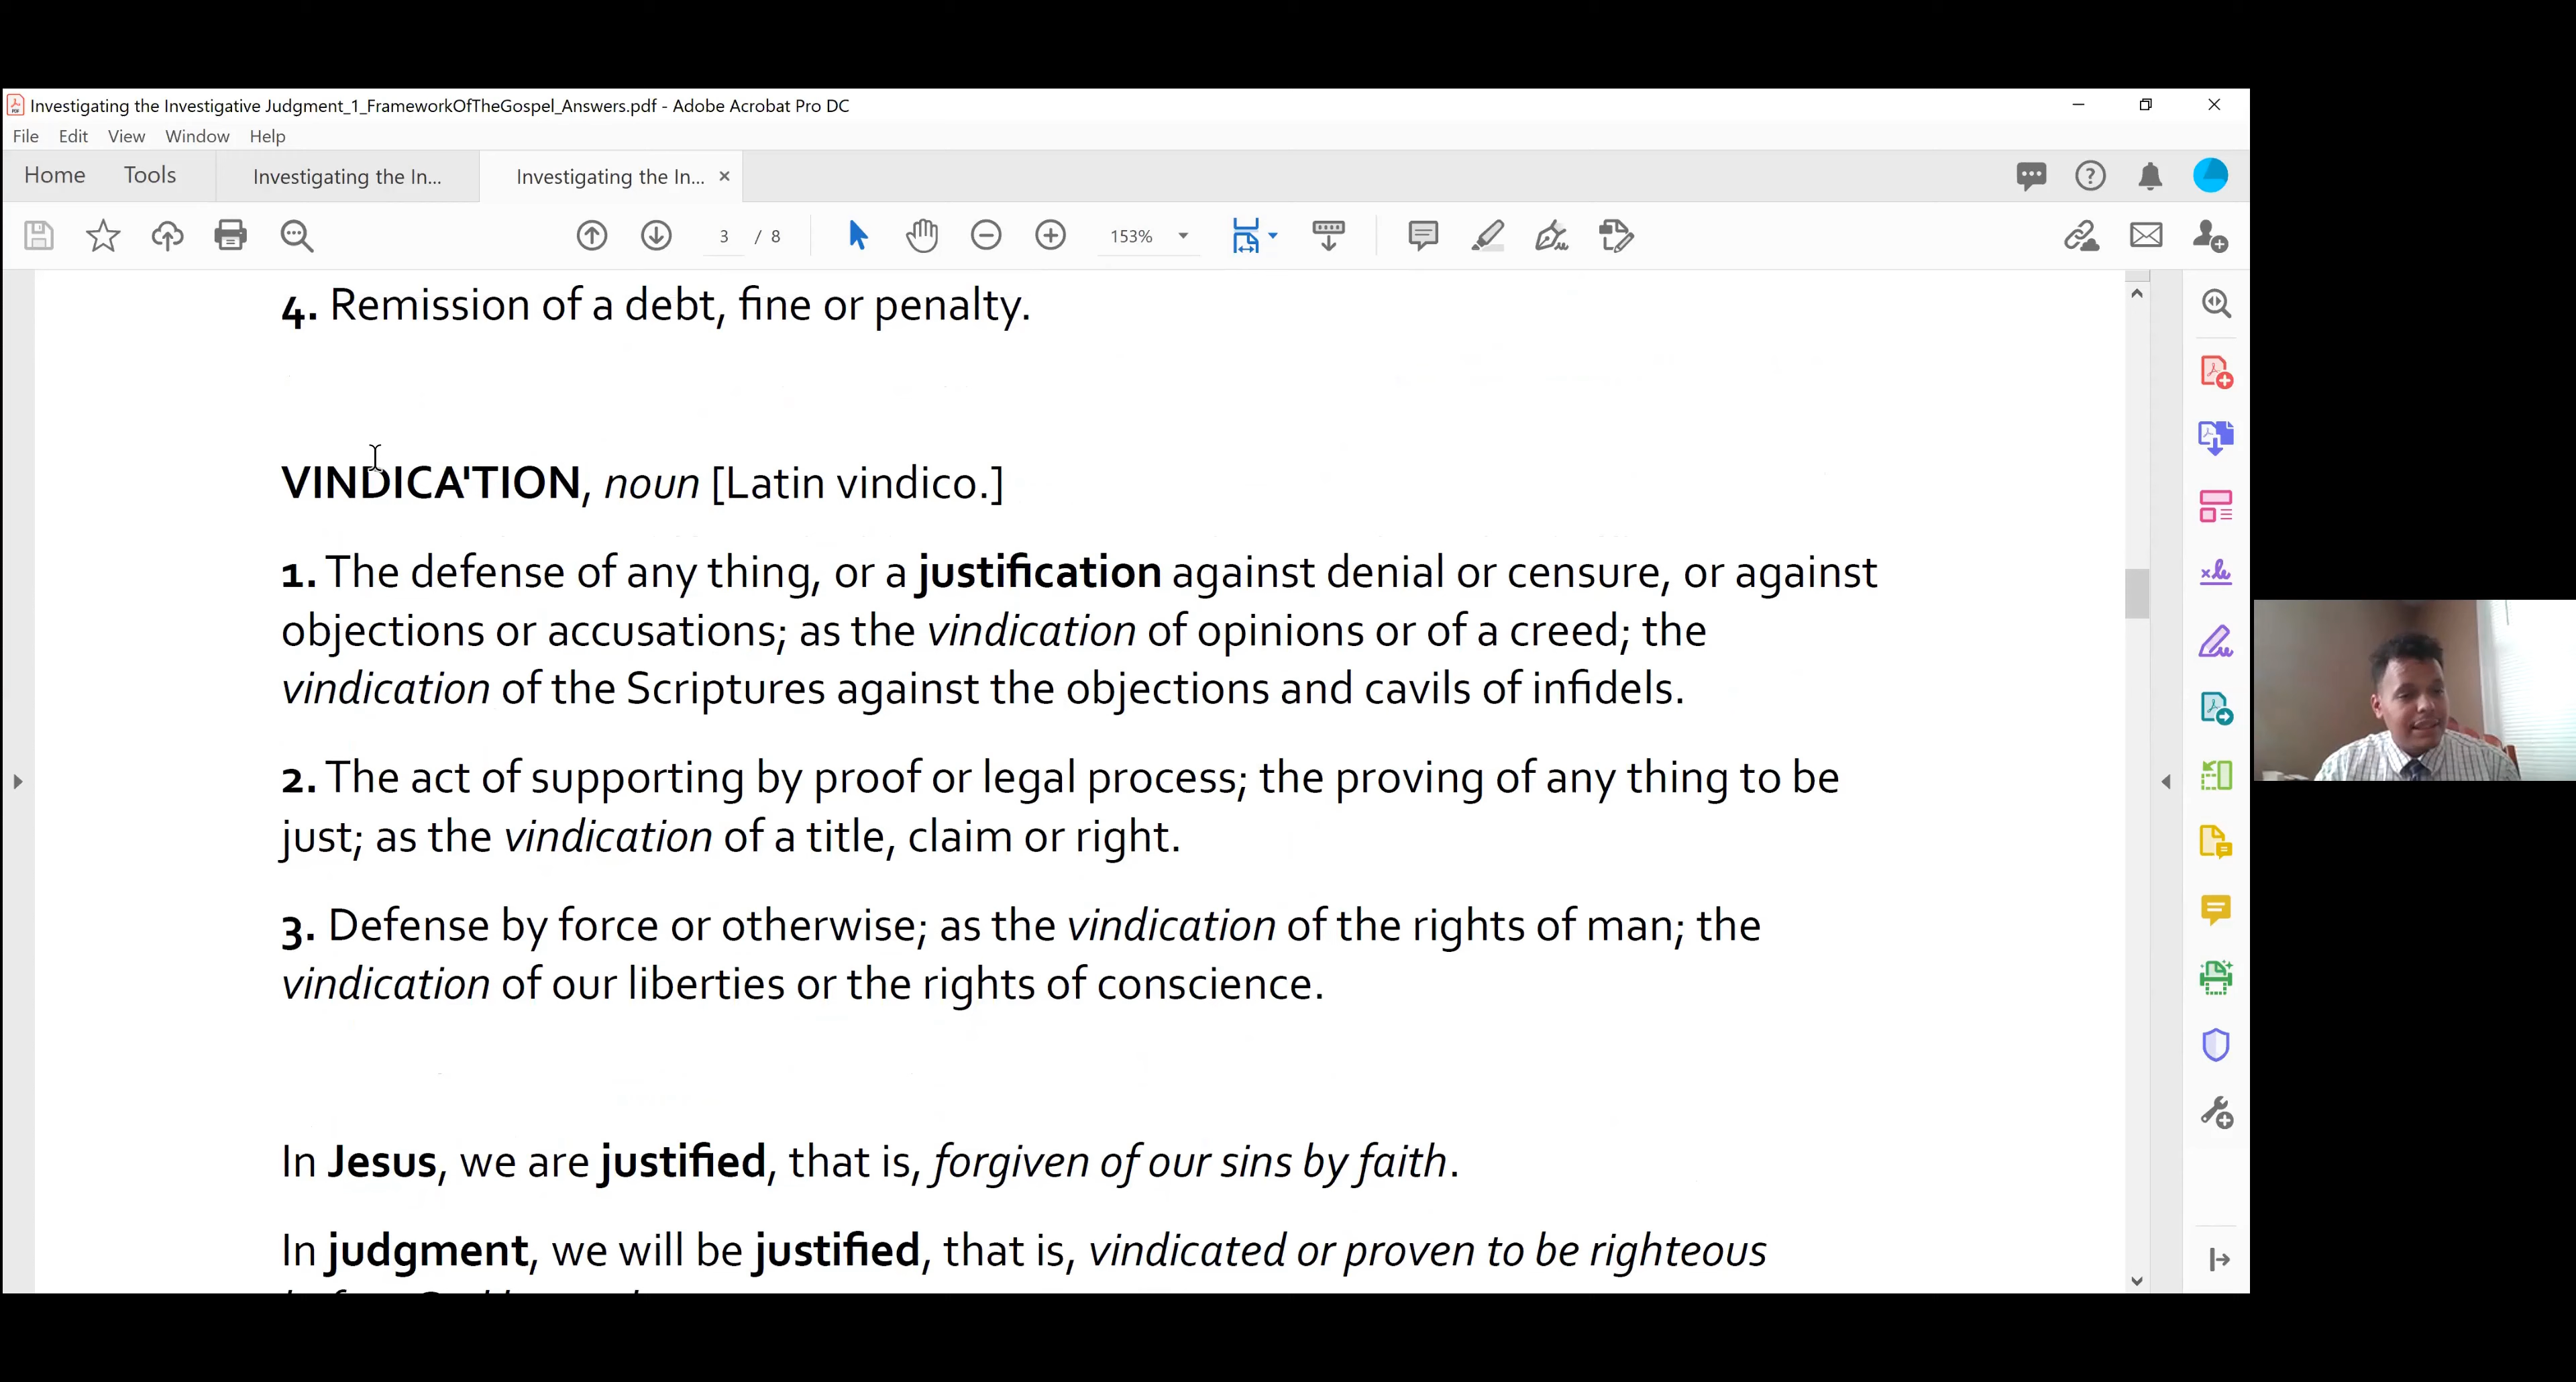 Investigating the Investigative Judgment_1_FrameworkOfTheGospel_Answers.pdf - Adobe Acrobat Pro DC
File Edit View Window Help
Home Tools Investigating the In... Investigating the In...
3 / 8 153%
4. Remission of a debt, fine or penalty.
VINDICA'TION, noun [Latin vindico.]
1. The defense of any thing, or a justification against denial or censure, or against
objections or accusations; as the vindication of opinions or of a creed; the
vindication of the Scriptures against the objections and cavils of infidels.
2. The act of supporting by proof or legal process; the proving of any thing to be
just; as the vindication of a title, claim or right.
3. Defense by force or otherwise; as the vindication of the rights of man; the
vindication of our liberties or the rights of conscience.
In Jesus, we are justified, that is, forgiven of our sins by faith.
In judgment, we will be justified, that is, vindicated or proven to be righteous